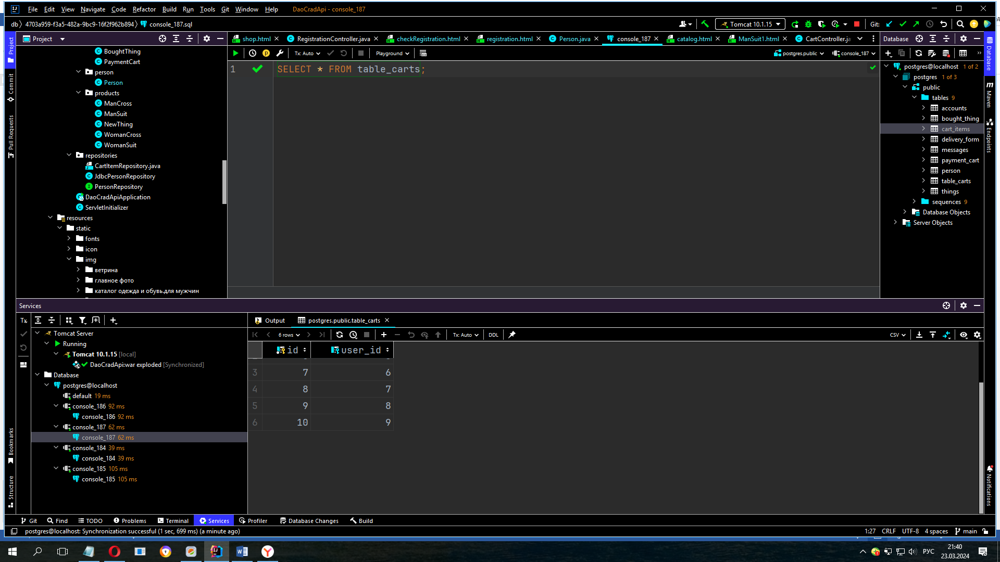 File Edit View Navigate Code Refactor Build Run Tools Git Window Help DaoCradApi - console_187
db 4703a959-f3a5-482a-9bc9-16f2f962b894 console_187.sql
Tomcat 10.1.15
Git:
Project
shop.html RegistrationController.java checkRegistration.html registration.html Person.java console_187 catalog.html ManSuit1.html CartController.ja
Database
Tx: Auto
Playground
postgres.public
console_187
1 SELECT * FROM table_carts;
Project
Commit
Pull Requests
BoughtThing
PaymentCart
person
Person
products
ManCross
ManSuit
NewThing
WomanCross
WomanSuit
repositories
CartItemRepository.java
JdbcPersonRepository
PersonRepository
DaoCradApiApplication
ServletInitializer
resources
static
fonts
icon
img
ветрина
главное фото
каталог одежда и обувь.для мужчин
postgres@localhost 1 of 2
postgres 1 of 3
public
tables 9
accounts
bought_thing
cart_items
delivery_form
messages
payment_cart
person
table_carts
things
sequences 9
Database Objects
Server Objects
Database
Maven
Endpoints
Notifications
Services
Tx
Tomcat Server
Running
Tomcat 10.1.15 [local]
DaoCradApi:war exploded [Synchronized]
Database
postgres@localhost
default 19 ms
console_186 92 ms
console_186 92 ms
console_187 62 ms
console_187 62 ms
console_184 39 ms
console_184 39 ms
console_185 105 ms
console_185 105 ms
Bookmarks
Structure
Output postgres.public.table_carts
6 rows
Tx: Auto
DDL
CSV
id user_id
3 7 6
4 8 7
5 9 8
6 10 9
Git Find TODO Problems Terminal Services Profiler Database Changes Build
postgres@localhost: Synchronization successful (1 sec, 699 ms) (a minute ago)
1:27 CRLF UTF-8 4 spaces main
РУС
21:40
23.03.2024